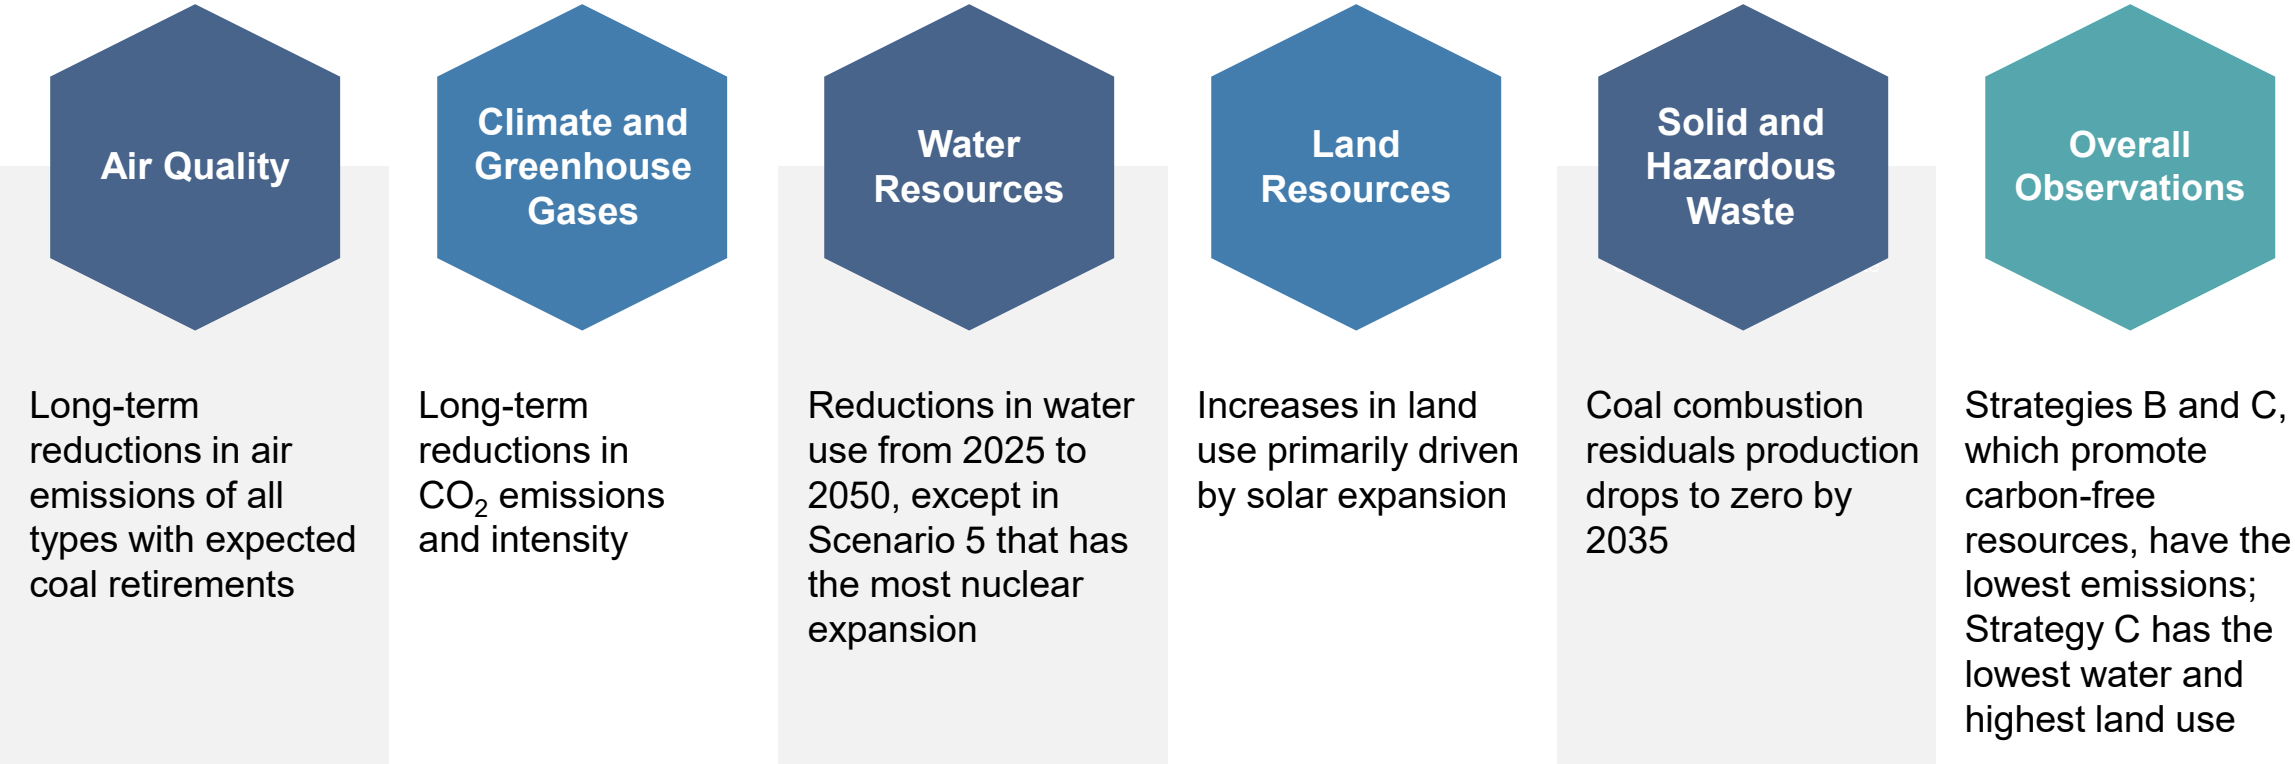 Air Quality
Long-term
reductions in air
emissions of all
types with expected
coal retirements
Climate and
Greenhouse
Gases
Long-term
reductions in
CO₂ emissions
and intensity
Water
Resources
Reductions in water
use from 2025 to
2050, except in
Scenario 5 that has
the most nuclear
expansion
Land
Resources
Increases in land
use primarily driven
by solar expansion
Solid and
Hazardous
Waste
Coal combustion
residuals production
drops to zero by
2035
Overall
Observations
Strategies B and C,
which promote
carbon-free
resources, have the
lowest emissions;
Strategy C has the
lowest water and
highest land use